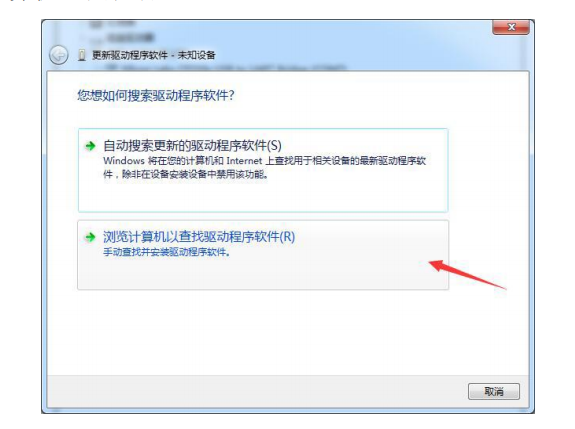 更新驱动程序软件 - 未知设备
您想如何搜索驱动程序软件?
自动搜索更新的驱动程序软件(S)
Windows 将在您的计算机和 Internet 上查找用于相关设备的最新驱动程序软
件，除非在设备安装设置中禁用该功能。
浏览计算机以查找驱动程序软件(R)
手动查找并安装驱动程序软件。
取消